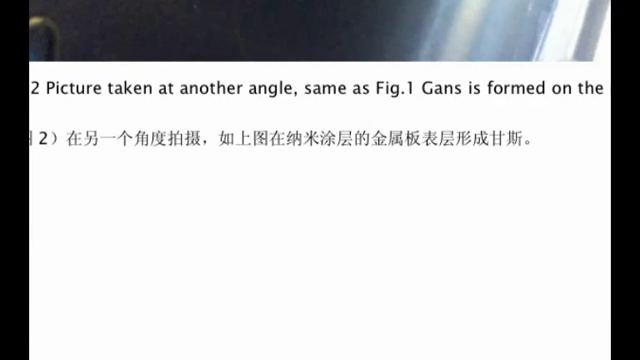 2 Picture taken at another angle, same as Fig.1 Gans is formed on the
2）在另一个角度拍摄，如上图在纳米涂层的金属板表层形成甘斯。